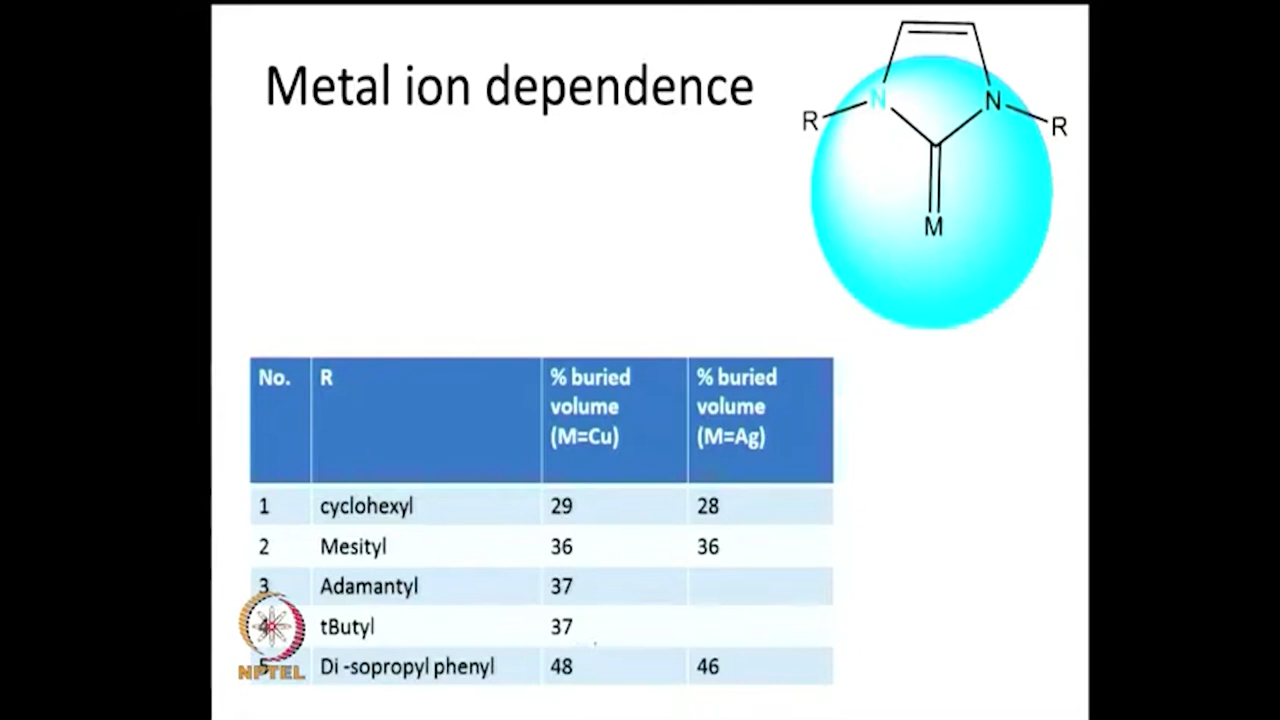 Metal ion dependence
N
N
R
R
M
No. R % buried volume (M=Cu) % buried volume (M=Ag)
1 cyclohexyl 29 28
2 Mesityl 36 36
3 Adamantyl 37
4 tButyl 37
5 Di -sopropyl phenyl 48 46
NPTEL